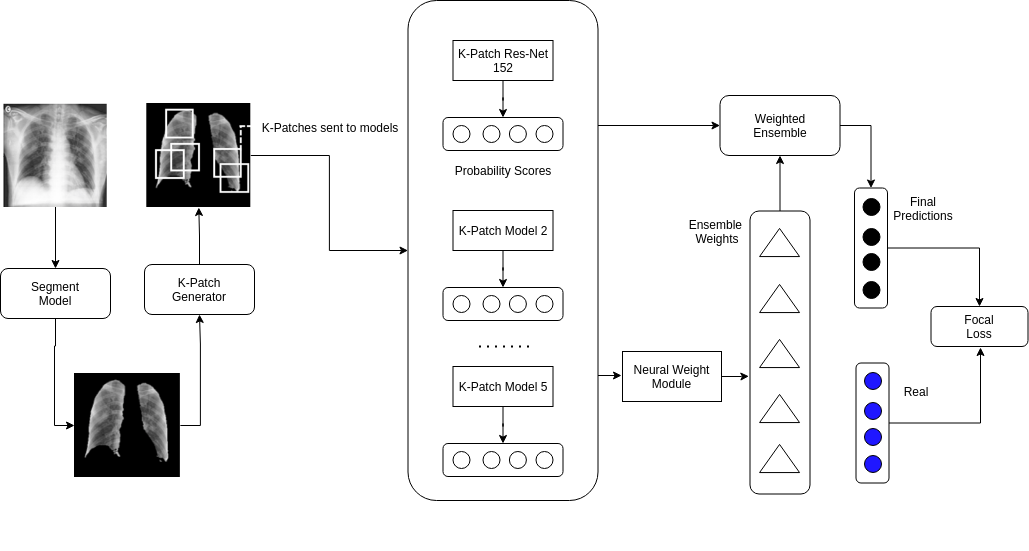 K-Patch Res-Net
152
Probability Scores
K-Patch Model 2
.......
K-Patch Model 5
K-Patches sent to models
Segment
Model
K-Patch
Generator
Weighted
Ensemble
Ensemble
Weights
Neural Weight
Module
Final
Predictions
Focal
Loss
Real